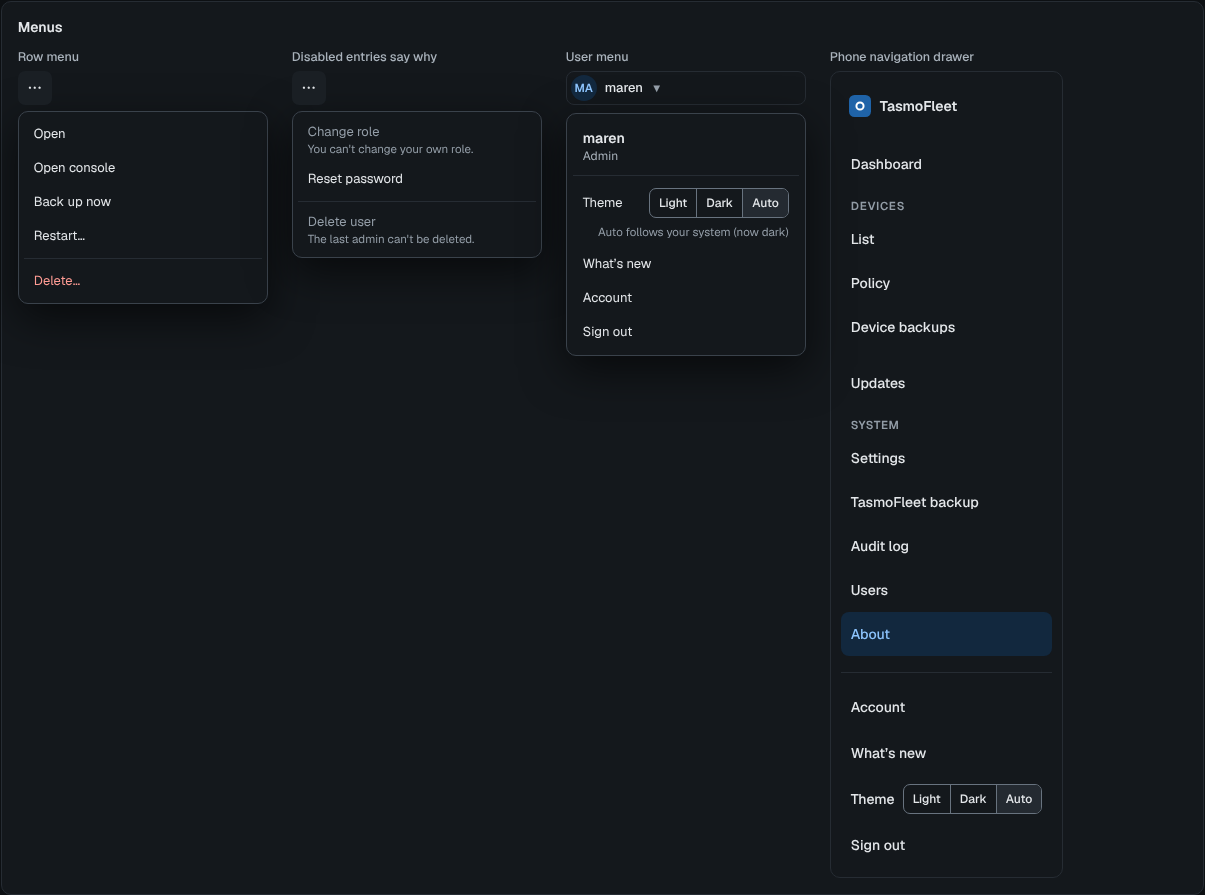 Menus
Row menu
...
Open
Open console
Back up now
Restart...
Delete...
Disabled entries say why
...
Change role
You can't change your own role.
Reset password
Delete user
The last admin can't be deleted.
User menu
MA maren ▾
maren
Admin
Theme Light Dark Auto
Auto follows your system (now dark)
What's new
Account
Sign out
Phone navigation drawer
TasmoFleet
Dashboard
DEVICES
List
Policy
Device backups
Updates
SYSTEM
Settings
TasmoFleet backup
Audit log
Users
About
Account
What's new
Theme Light Dark Auto
Sign out